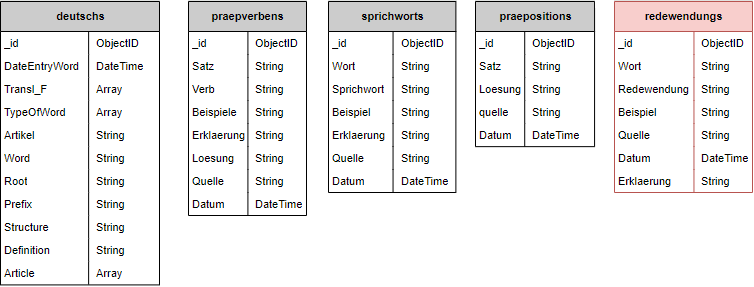 deutschs
_id ObjectID
DateEntryWord DateTime
Transl_F Array
TypeOfWord Array
Artikel String
Word String
Root String
Prefix String
Structure String
Definition String
Article Array
praepverbens
_id ObjectID
Satz String
Verb String
Beispiele String
Erklaerung String
Loesung String
Quelle String
Datum DateTime
sprichworts
_id ObjectID
Wort String
Sprichwort String
Beispiel String
Erklaerung String
Quelle String
Datum DateTime
praepositions
_id ObjectID
Satz String
Loesung String
quelle String
Datum DateTime
redewendungs
_id ObjectID
Wort String
Redewendung String
Beispiel String
Quelle String
Datum DateTime
Erklaerung String